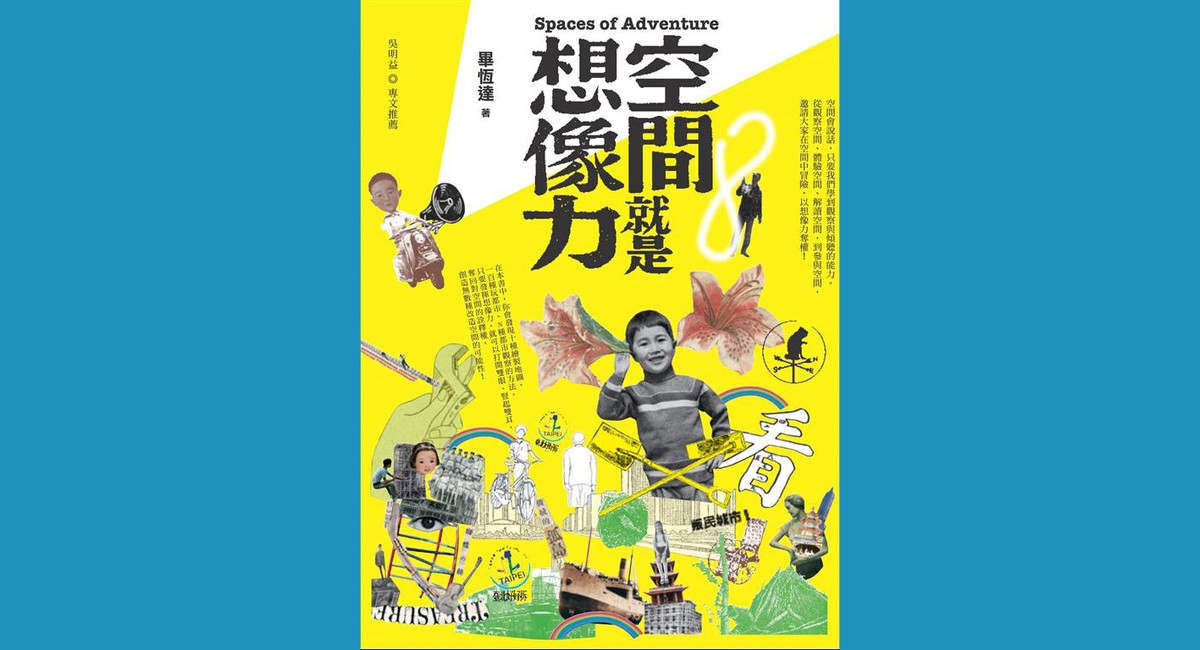 Spaces of Adventure
空間就是
想像力
畢恆達 著
吳明益 ◎ 專文推薦
空間會說話，只要我們學到觀察與傾聽的能力。
從觀察空間、體驗空間、解讀空間，到參與空間，
邀請大家在空間中冒險，以想像力奪權！
在本書中，你會發現十種繪製地圖、
一百種玩都市、N種都市觀察的方法。
只要發揮想像力，就可以打開雙眼、豎起雙耳，
奪回對空間的詮釋權，
創造無數種改造空間的可能性！
8
N
W
S
E
看
TAIPEI
瘋民城市！
TAIPEI
TREASURE